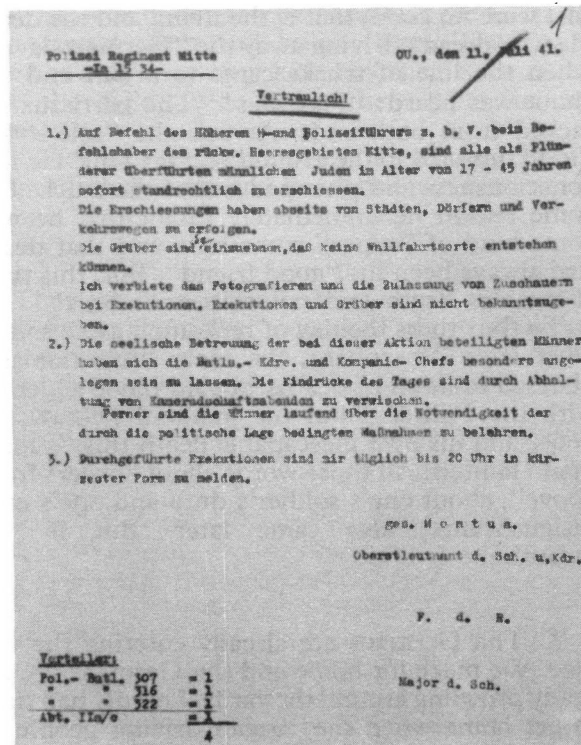 Polizei Regiment Mitte
OU., den 11. Juli 41.
Ia 15 34
Vertraulich!
1.) Auf Befehl des Höheren ᛋᛋ-und Polizeiführers z. b. V. beim Be-
fehlshaber des rückw. Heeresgebietes Mitte, sind alle als Plün-
derer überführten männlichen Juden im Alter von 17 - 45 Jahren
sofort standrechtlich zu erschiessen.
Die Erschiessungen haben abseits von Städten, Dörfern und Ver-
kehrswegen zu erfolgen.
Die Gräber sind einzuebnen,daß keine Wallfahrtsorte entstehen
können.
Ich verbiete das Fotografieren und die Zulassung von Zuschauern
bei Exekutionen. Exekutionen und Gräber sind nicht bekanntzuge-
ben.
2.) Die seelische Betreuung der bei dieser Aktion beteiligten Männer
haben sich die Batls.- Kdre. und Kompanie- Chefs besonders ange-
legen sein zu lassen. Die Eindrücke des Tages sind durch Abhal-
tung von Kameradschaftsabenden zu verwischen.
Ferner sind die Männer laufend über die Notwendigkeit der
durch die politische Lage bedingten Maßnahmen zu belehren.
3.) Durchgeführte Exekutionen sind mir täglich bis 20 Uhr in kür-
zester Form zu melden.
gez. M o n t u a.
Oberstleutnant d. Sch. u.Kdr.
F. d. R.
Major d. Sch.
Verteiler:
Pol.- Batl. 307 = 1
" " 316 = 1
" " 322 = 1
Abt. IIa/c = 1
4